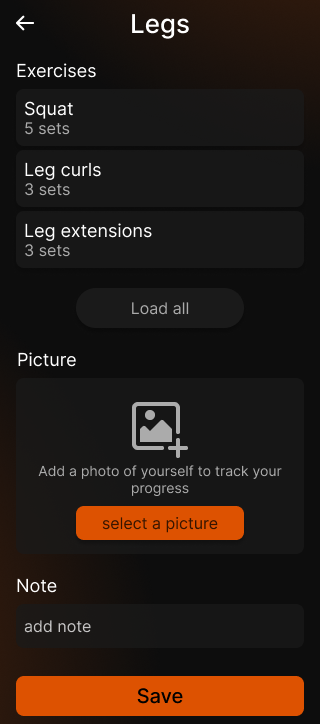 Legs
Exercises
Squat
5 sets
Leg curls
3 sets
Leg extensions
3 sets
Load all
Picture
Add a photo of yourself to track your
progress
select a picture
Note
add note
Save